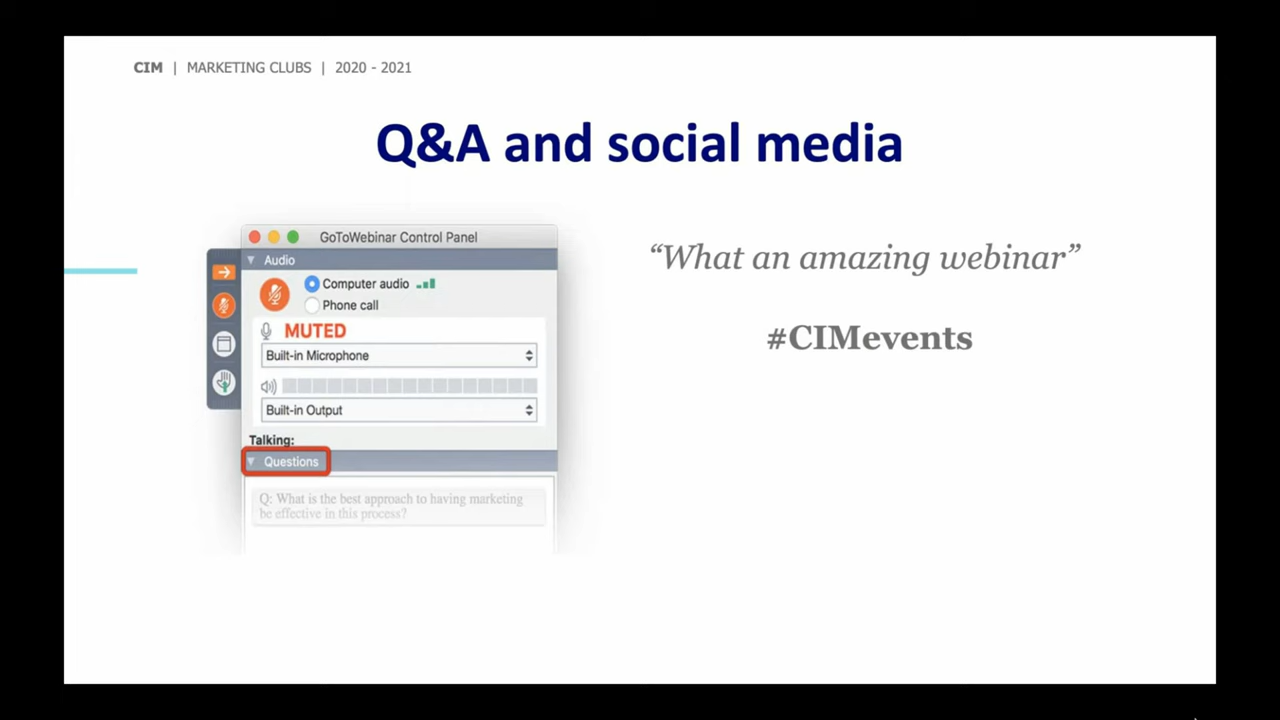 CIM | MARKETING CLUBS | 2020 - 2021
Q&A and social media
GoToWebinar Control Panel
Audio
Computer audio
Phone call
MUTED
Built-in Microphone
Built-in Output
Talking:
Questions
Q: What is the best approach to having marketing
be effective in this process?
“What an amazing webinar”
#CIMevents